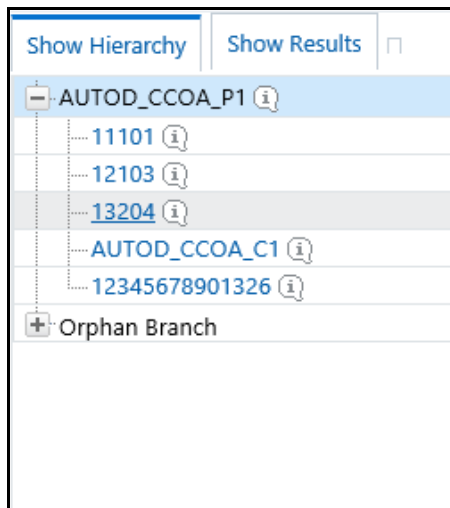 Show Hierarchy Show Results
AUTOD_CCOA_P1
11101
12103
13204
AUTOD_CCOA_C1
12345678901326
Orphan Branch